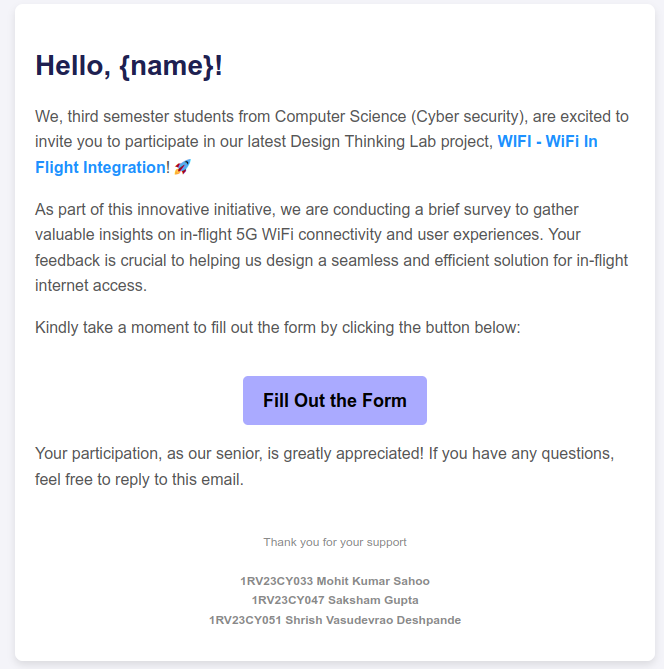 Hello, {name}!
We, third semester students from Computer Science (Cyber security), are excited to
invite you to participate in our latest Design Thinking Lab project, WIFI - WiFi In
Flight Integration! 🚀
As part of this innovative initiative, we are conducting a brief survey to gather
valuable insights on in-flight 5G WiFi connectivity and user experiences. Your
feedback is crucial to helping us design a seamless and efficient solution for in-flight
internet access.
Kindly take a moment to fill out the form by clicking the button below:
Fill Out the Form
Your participation, as our senior, is greatly appreciated! If you have any questions,
feel free to reply to this email.
Thank you for your support
1RV23CY033 Mohit Kumar Sahoo
1RV23CY047 Saksham Gupta
1RV23CY051 Shrish Vasudevrao Deshpande